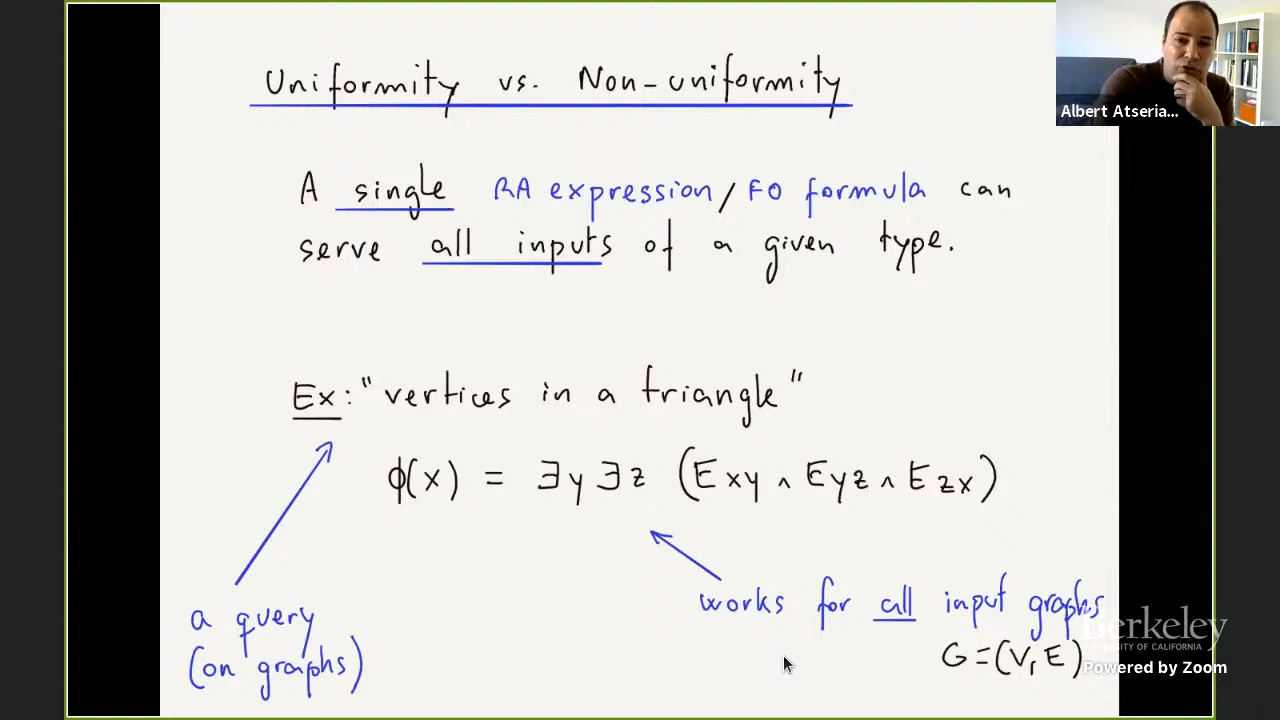 Uniformity vs. Non-uniformity
Albert Atseria...
A single RA expression / FO formula can
serve all inputs of a given type.
Ex: "vertices in a triangle"
ϕ(x) = ∃y ∃z (Exy ∧ Eyz ∧ Ezx)
works for all input graphs
G = (V, E)
a query
(on graphs)
Berkeley
UNIVERSITY OF CALIFORNIA
Powered by Zoom